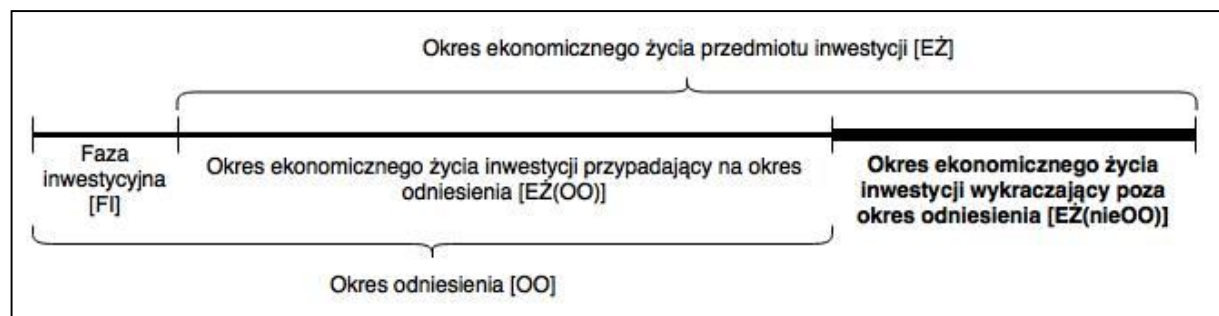 Okres ekonomicznego życia przedmiotu inwestycji [EŻ]
Faza
inwestycyjna
[FI]
Okres ekonomicznego życia inwestycji przypadający na okres
odniesienia [EŻ(OO)]
Okres ekonomicznego życia
inwestycji wykraczający poza
okres odniesienia [EŻ(nieOO)]
Okres odniesienia [OO]